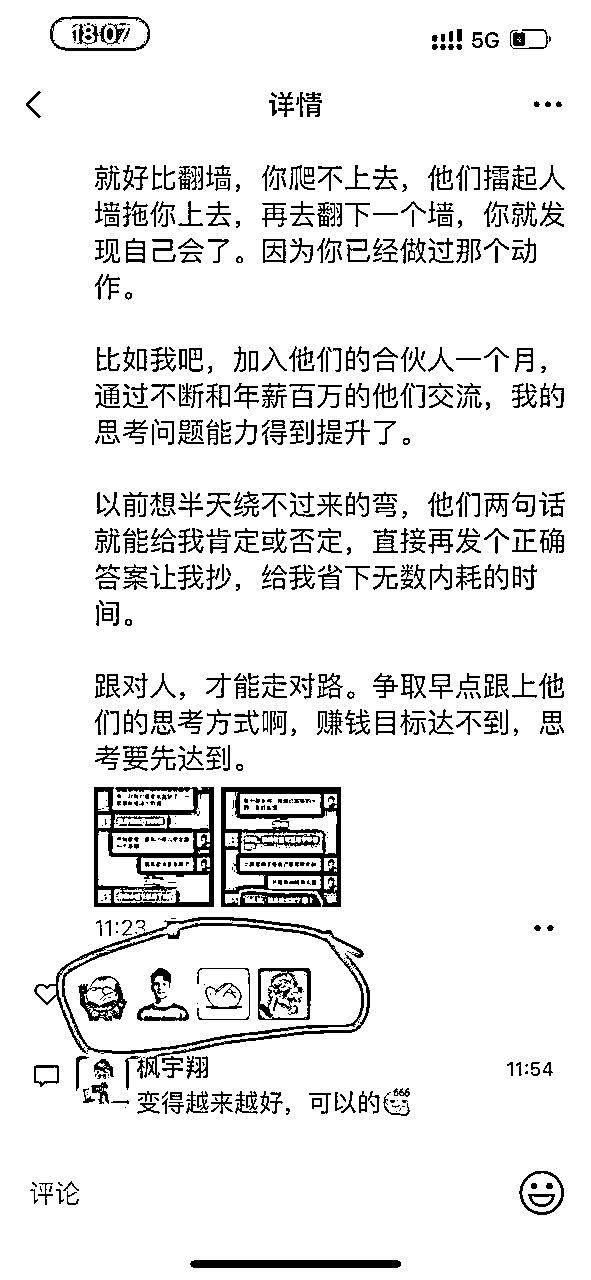 18:07
5G
详情
就好比翻墙，你爬不上去，他们擂起人
墙拖你上去，再去翻下一个墙，你就发
现自己会了。因为你已经做过那个动
作。
比如我吧，加入他们的合伙人一个月，
通过不断和年薪百万的他们交流，我的
思考问题能力得到提升了。
以前想半天绕不过来的弯，他们两句话
就能给我肯定或否定，直接再发个正确
答案让我抄，给我省下无数内耗的时
间。
跟对人，才能走对路。争取早点跟上他
们的思考方式啊，赚钱目标达不到，思
考要先达到。
11:23
枫宇翔
11:54
变得越来越好，可以的
评论